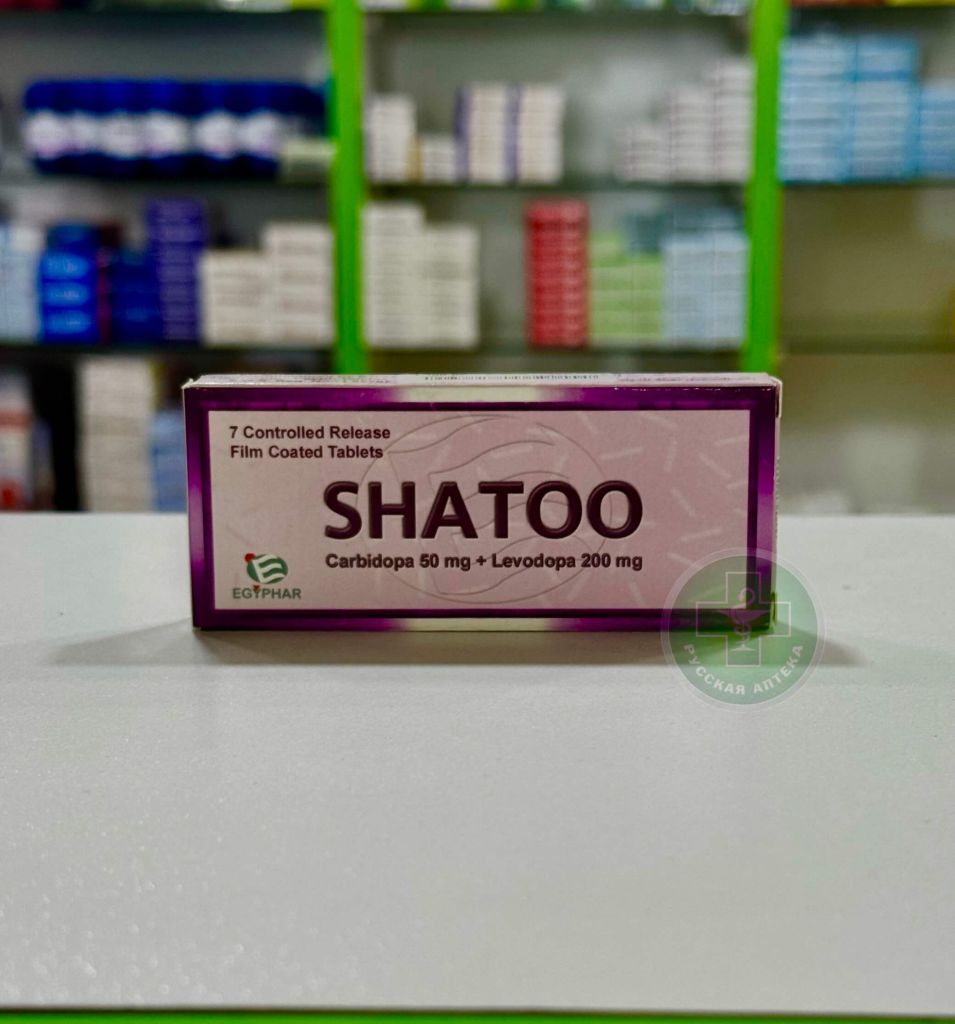 7 Controlled Release
Film Coated Tablets
SHATOO
Carbidopa 50 mg + Levodopa 200 mg
EGYPHAR
РУССКАЯ АПТЕКА